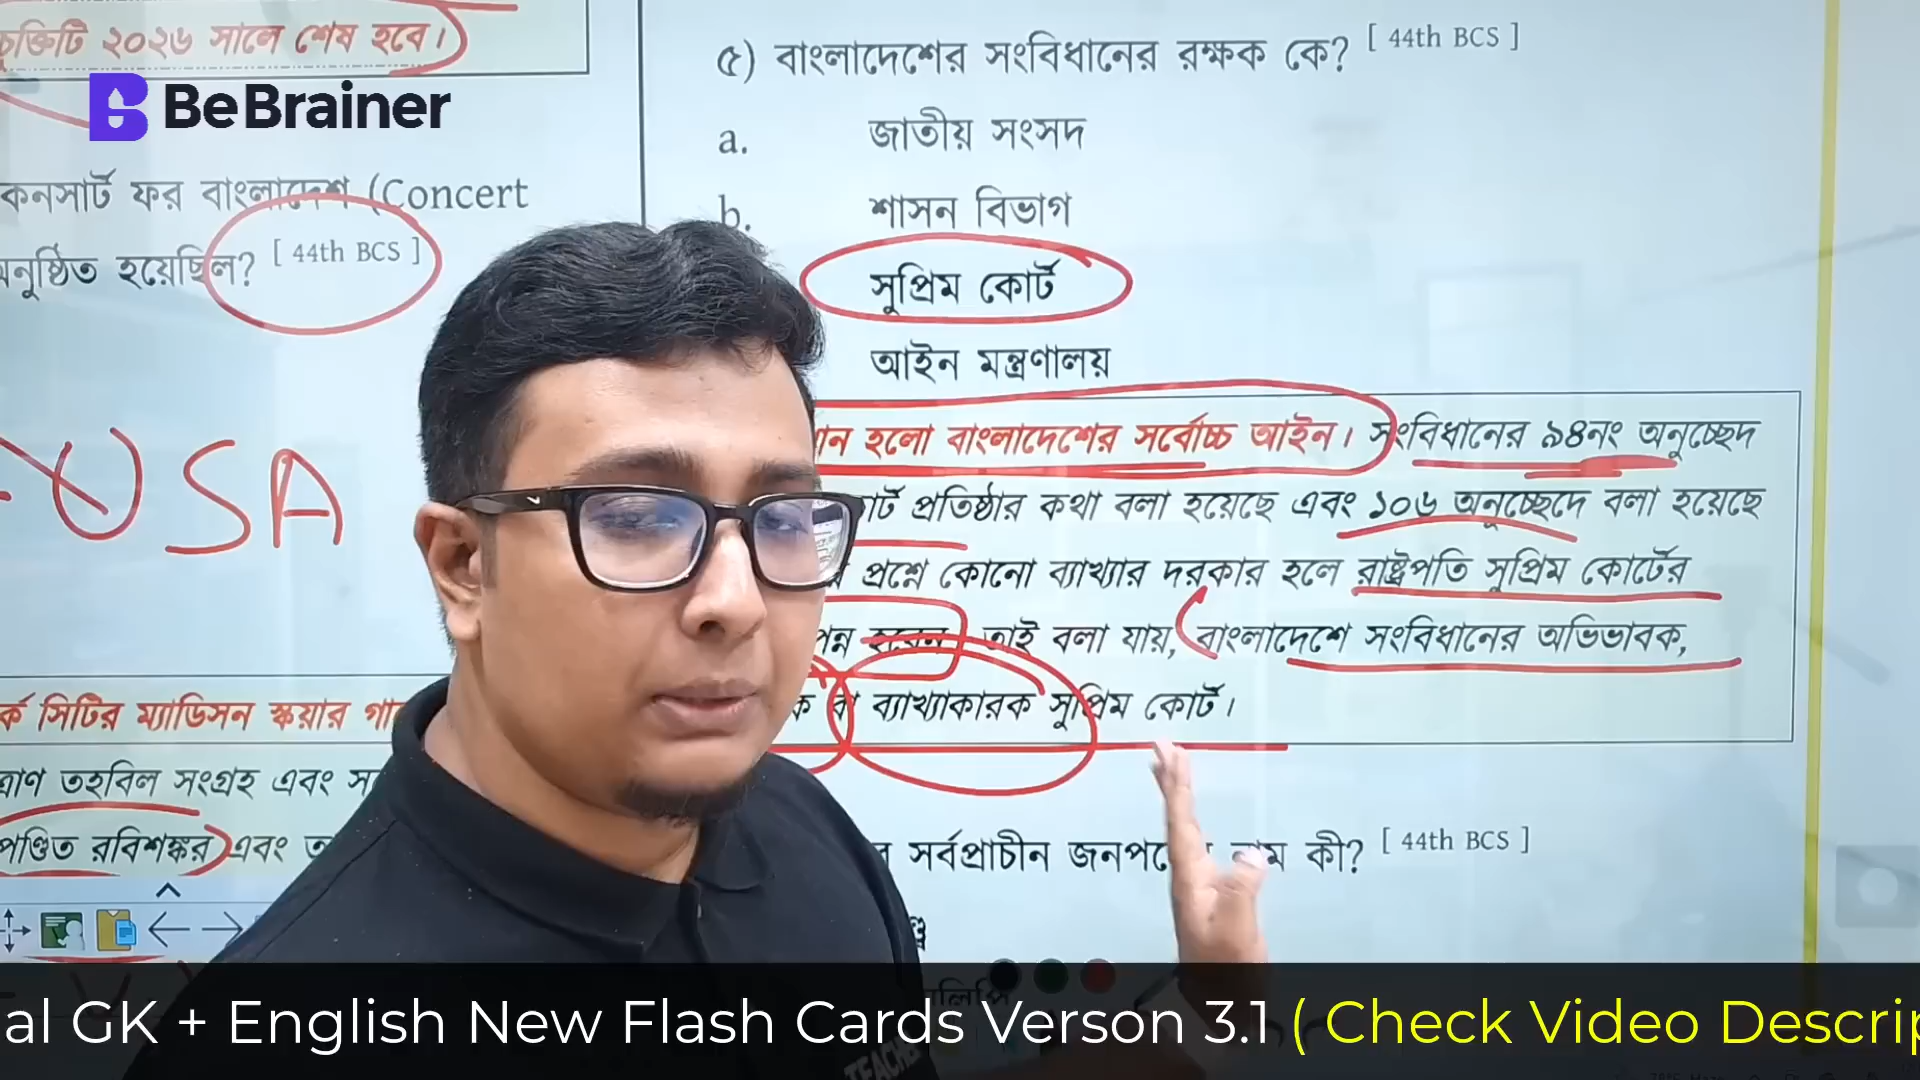 চুক্তিটি ২০২৬ সালে শেষ হবে।
BeBrainer
কনসার্ট ফর বাংলাদেশ (Concert
অনুষ্ঠিত হয়েছিল? [ 44th BCS ]
USA
র্ক সিটির ম্যাডিসন স্কয়ার গা
ত্রাণ তহবিল সংগ্রহ এবং
পণ্ডিত রবিশঙ্কর এবং
৫) বাংলাদেশের সংবিধানের রক্ষক কে? [ 44th BCS ]
a. জাতীয় সংসদ
b. শাসন বিভাগ
সুপ্রিম কোর্ট
আইন মন্ত্রণালয়
হলো বাংলাদেশের সর্বোচ্চ আইন। সংবিধানের ৯৪নং অনুচ্ছেদ
র্ট প্রতিষ্ঠার কথা বলা হয়েছে এবং ১০৬ অনুচ্ছেদে বলা হয়েছে
প্রশ্নে কোনো ব্যাখ্যার দরকার হলে রাষ্ট্রপতি সুপ্রিম কোর্টের
পন্ন হবেন তাই বলা যায়, বাংলাদেশে সংবিধানের অভিভাবক,
ক বা ব্যাখ্যাকারক সুপ্রিম কোর্ট।
র সর্বপ্রাচীন জনপদের নাম কী? [ 44th BCS ]
al GK + English New Flash Cards Verson 3.1 ( Check Video Descrip